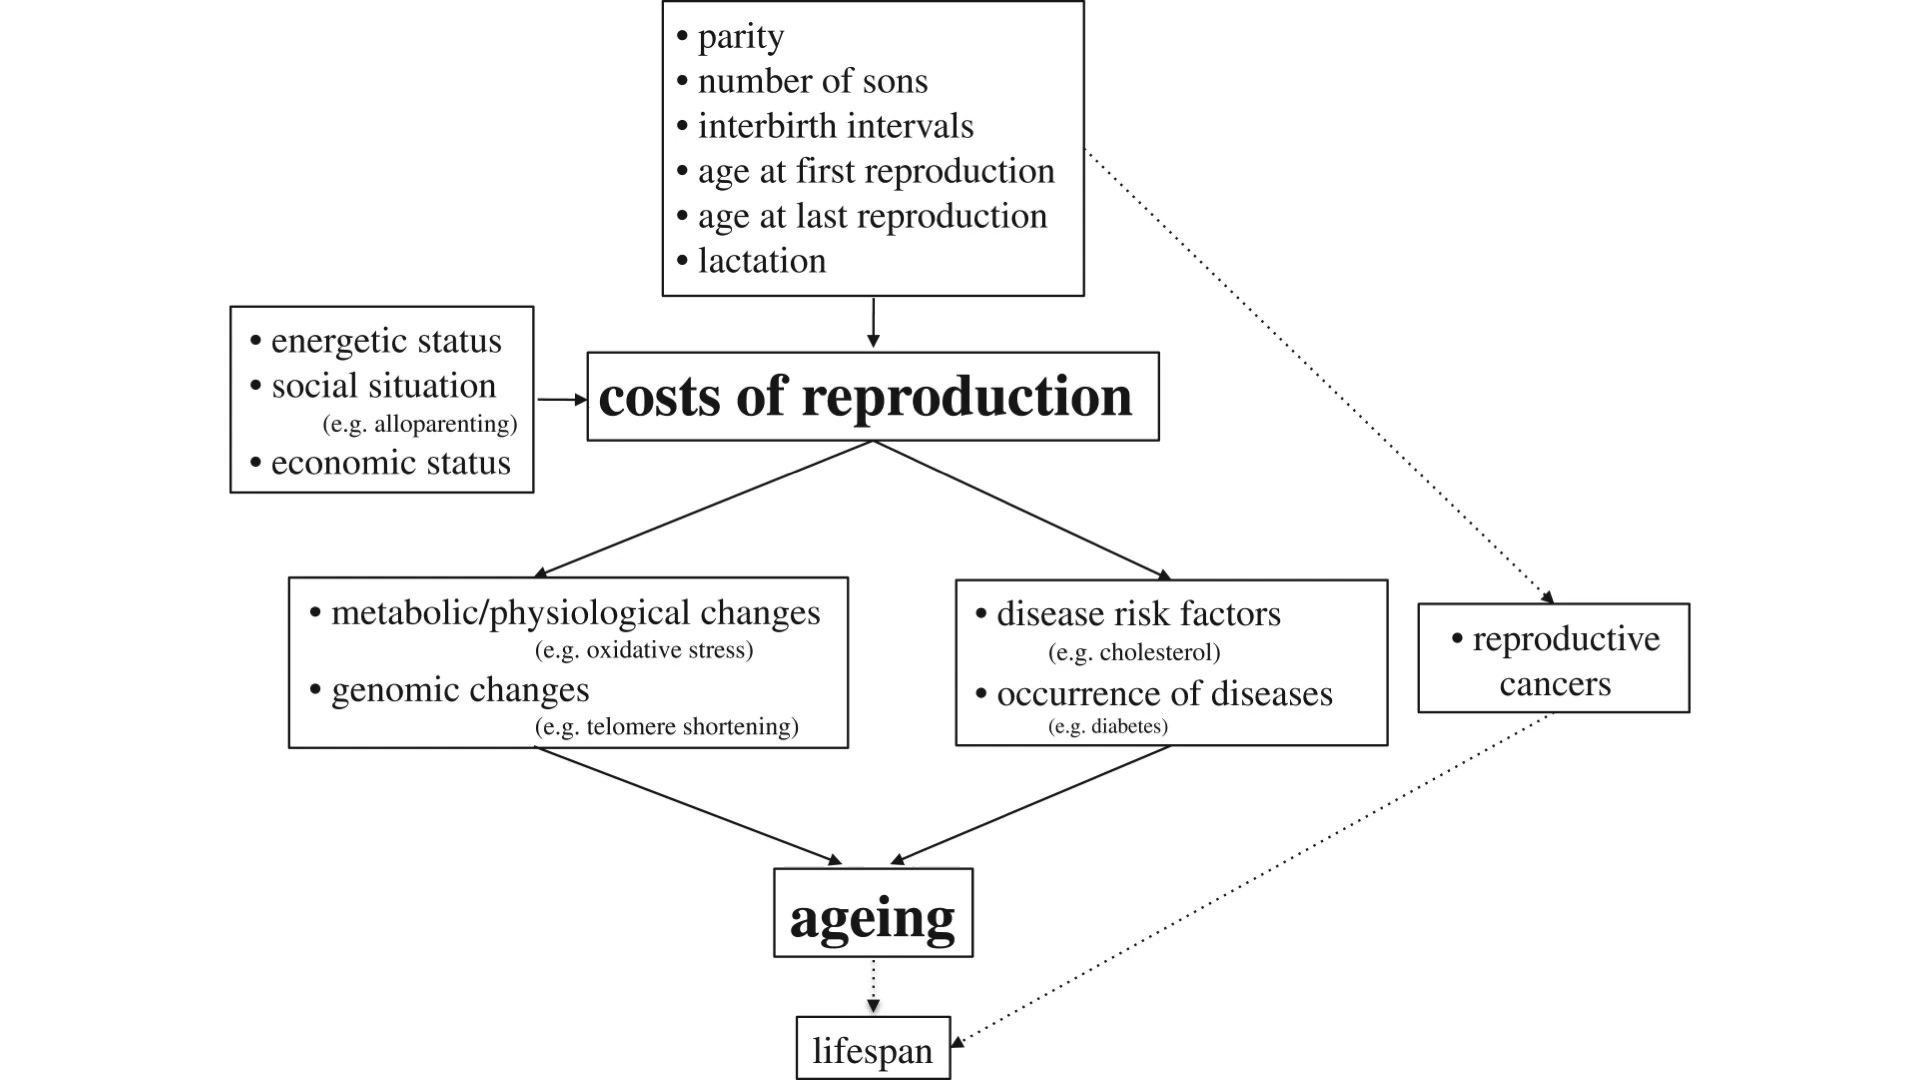 • parity
• number of sons
• interbirth intervals
• age at first reproduction
• age at last reproduction
• lactation
• energetic status
• social situation
(e.g. alloparenting)
• economic status
costs of reproduction
• metabolic/physiological changes
(e.g. oxidative stress)
• genomic changes
(e.g. telomere shortening)
• disease risk factors
(e.g. cholesterol)
• occurrence of diseases
(e.g. diabetes)
• reproductive
cancers
ageing
lifespan